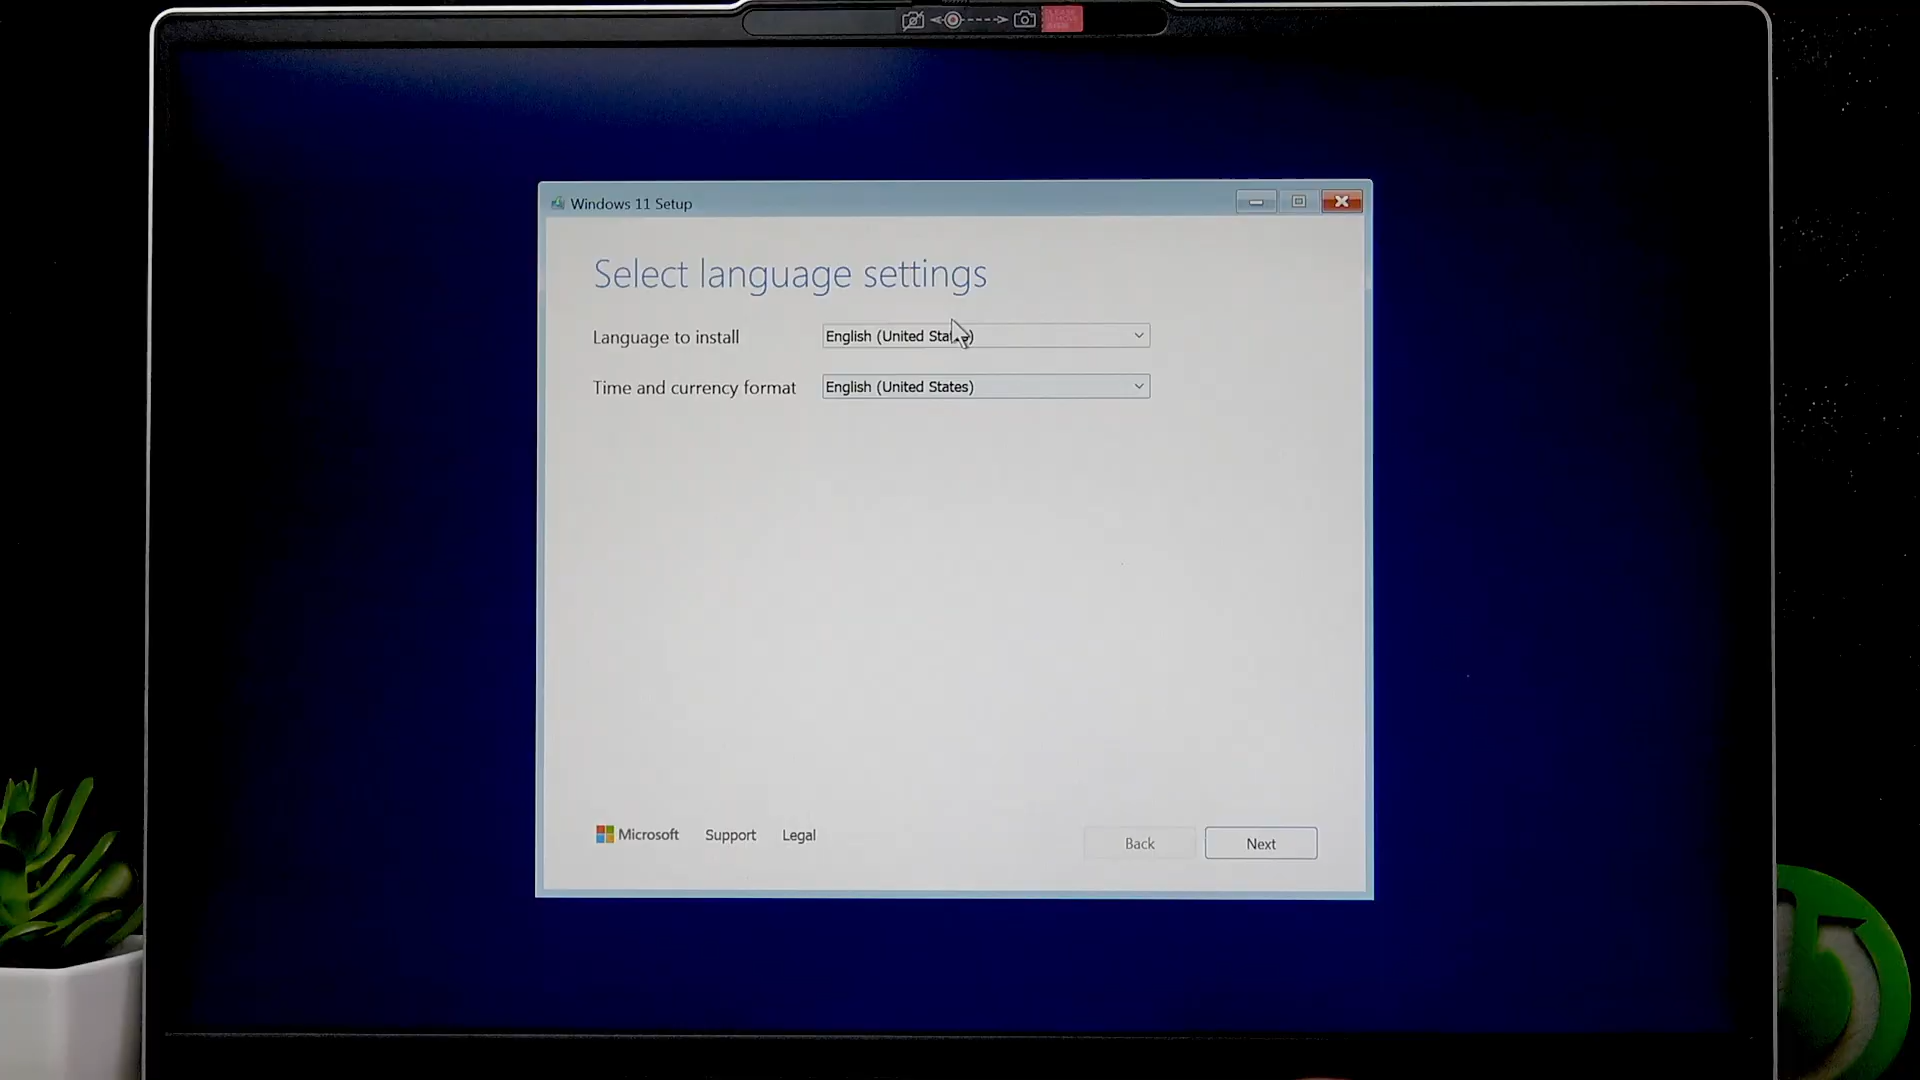 Windows 11 Setup
Select language settings
Language to install
English (United Sta
Time and currency format
English (United States)
Microsoft
Support
Legal
Back
Next